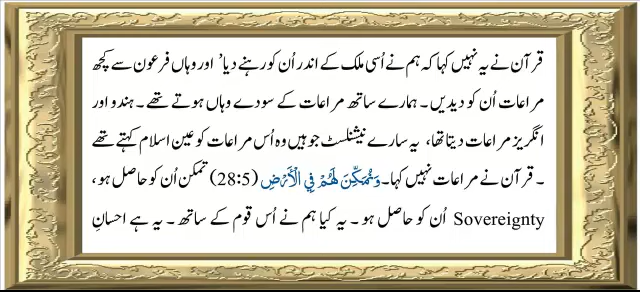 قرآن نے یہ نہیں کہا کہ ہم نے اُسی ملک کے اندر اُن کو رہنے دیا’ اور وہاں فرعون سے کچھ
مراعات اُن کو دیدیں۔ ہمارے ساتھ مراعات کے سودے وہاں ہوتے تھے۔ ہندو اور
انگریز مراعات دیتا تھا، یہ سارے نیشنلسٹ جو ہیں وہ اُس مراعات کو عین اسلام کہتے تھے
۔ قرآن نے مراعات نہیں کہا۔ وَنُمَكِّنَ لَهُمْ فِي الْأَرْضِ (28:5) تمکن اُن کو حاصل ہو،
Sovereignty اُن کو حاصل ہو۔ یہ کیا ہم نے اُس قوم کے ساتھ۔ یہ ہے احسانِ